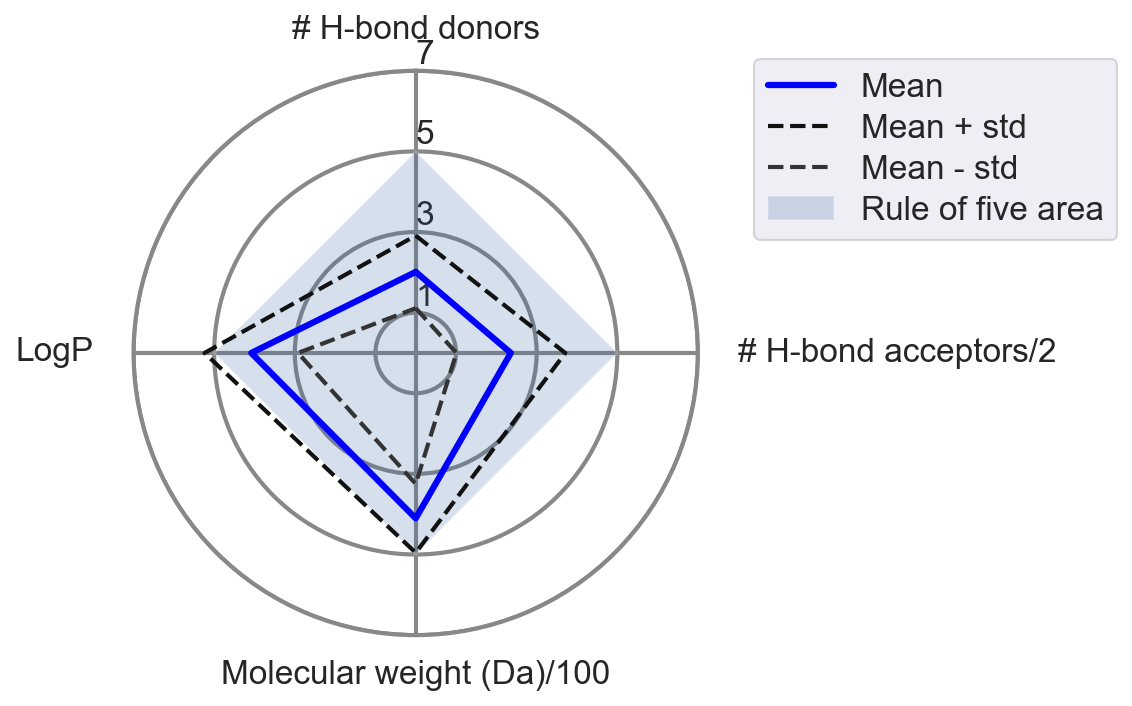 # H-bond donors
7
5
3
1
LogP
# H-bond acceptors/2
Molecular weight (Da)/100
Mean
Mean + std
Mean - std
Rule of five area